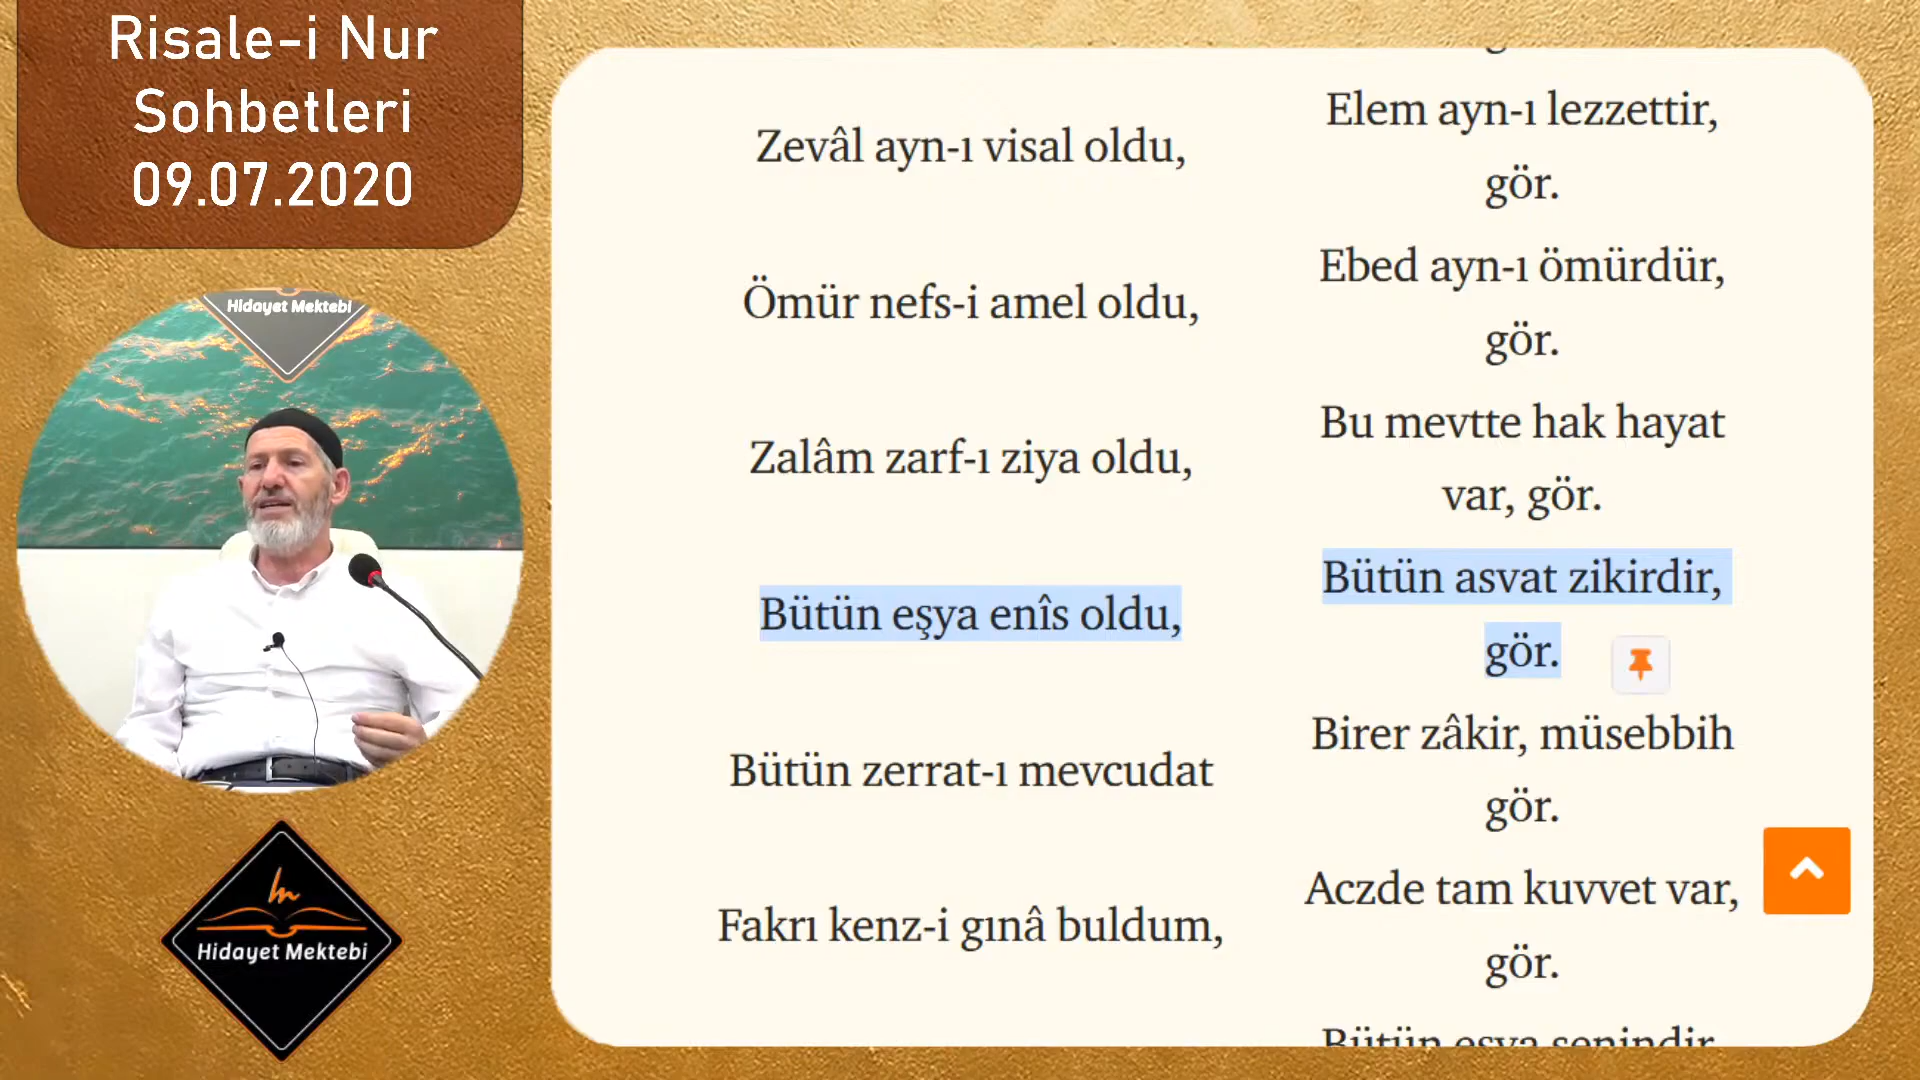 Risale-i Nur
Sohbetleri
09.07.2020
Hidayet Mektebi
Hidayet Mektebi
Zevâl ayn-ı visal oldu,
Elem ayn-ı lezzettir,
gör.
Ömür nefs-i amel oldu,
Ebed ayn-ı ömürdür,
gör.
Zalâm zarf-ı ziya oldu,
Bu mevtte hak hayat
var, gör.
Bütün eşya enîs oldu,
Bütün asvat zikirdir,
gör.
Bütün zerrat-ı mevcudat
Birer zâkir, müsebbih
gör.
Fakrı kenz-i gınâ buldum,
Aczde tam kuvvet var,
gör.
Bütün eşya senindir